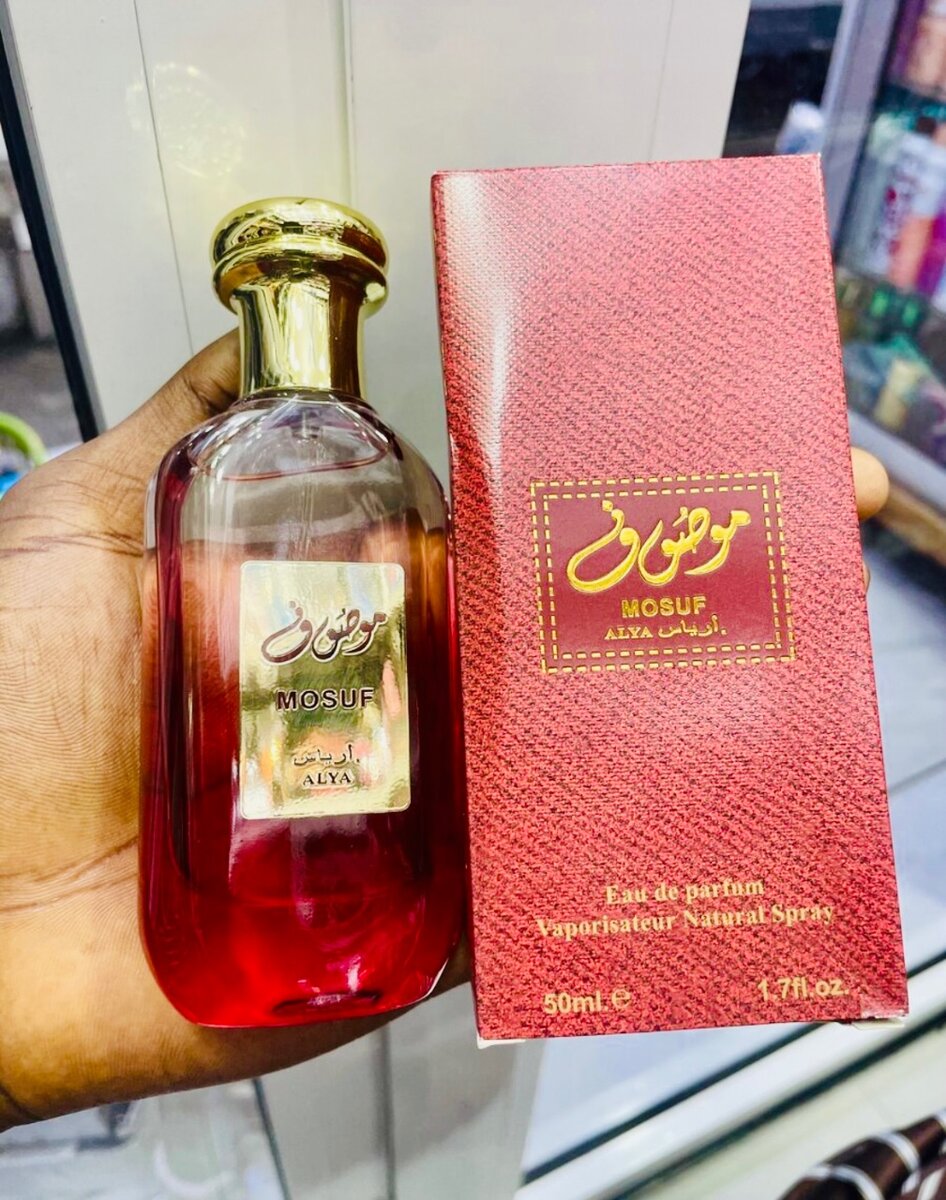 موصوف
MOSUF
أرياس.
ALYA
موصوف
MOSUF
ALYA أرياس.
Eau de parfum
Vaporisateur Natural Spray
50ml.e 1.7fl.oz.